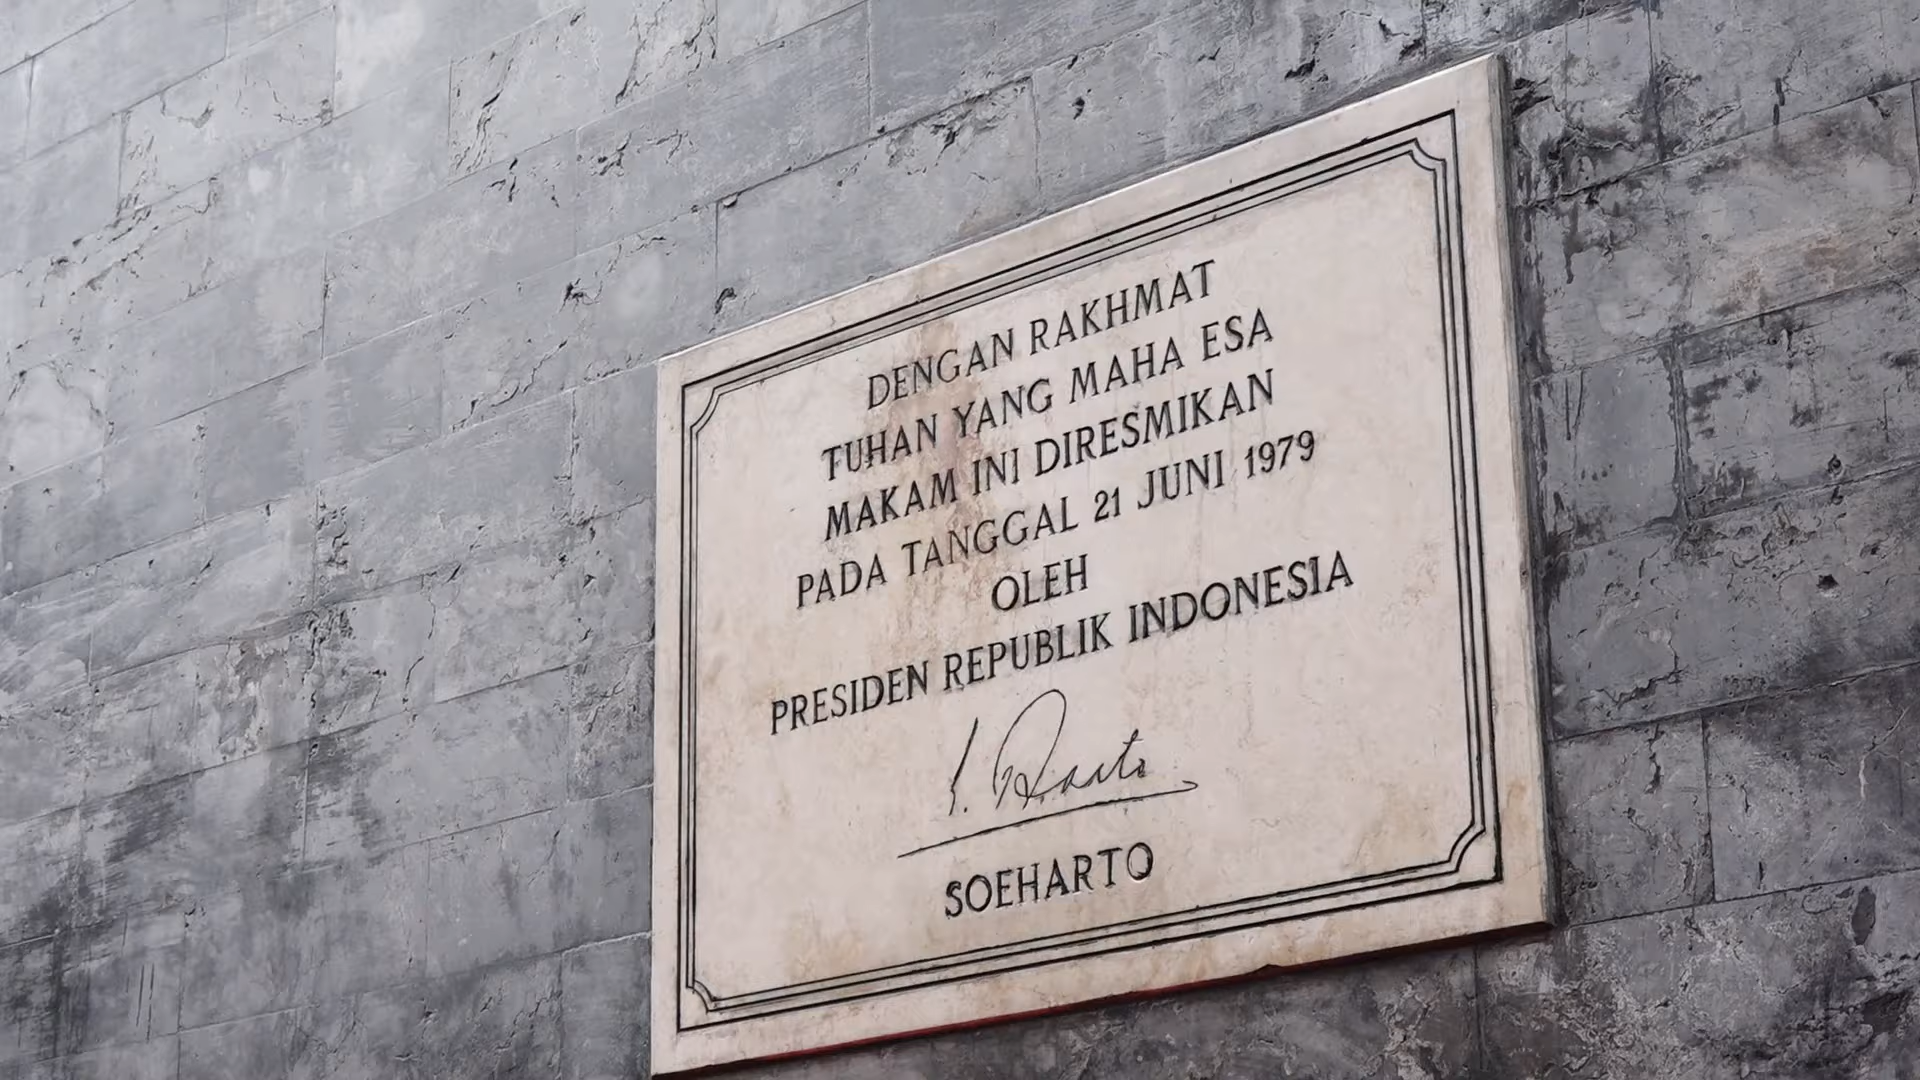 DENGAN RAKHMAT
TUHAN YANG MAHA ESA
MAKAM INI DIRESMIKAN
PADA TANGGAL 21 JUNI 1979
OLEH
PRESIDEN REPUBLIK INDONESIA
SOEHARTO